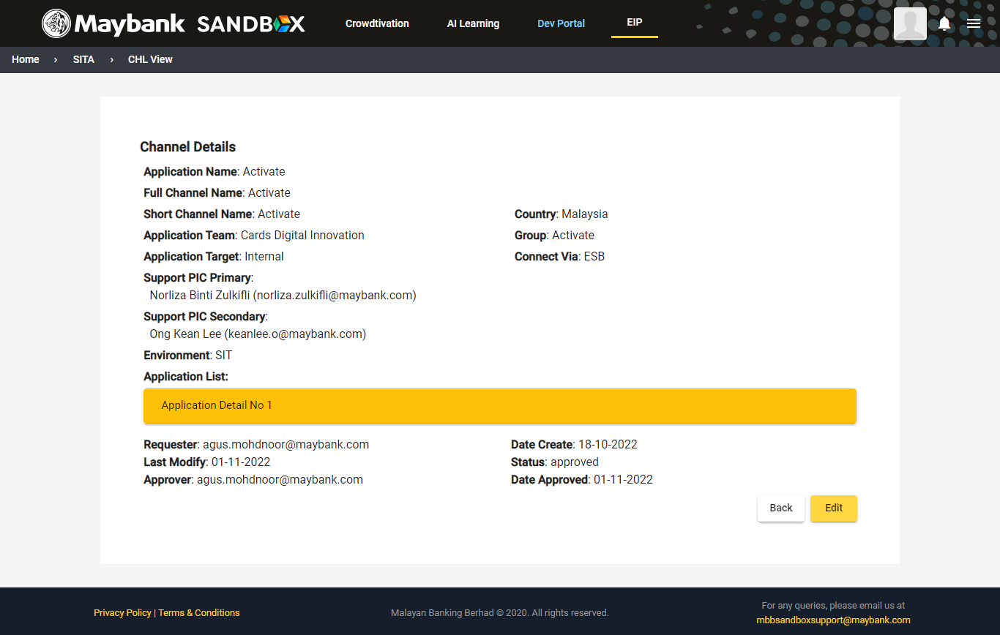 Maybank SANDBOX Crowdtivation AI Learning Dev Portal EIP
Home › SITA › CHL View
Channel Details
Application Name: Activate
Full Channel Name: Activate
Short Channel Name: Activate Country: Malaysia
Application Team: Cards Digital Innovation Group: Activate
Application Target: Internal Connect Via: ESB
Support PIC Primary:
Norliza Binti Zulkifli (norliza.zulkifli@maybank.com)
Support PIC Secondary:
Ong Kean Lee (keanlee.o@maybank.com)
Environment: SIT
Application List:
Application Detail No 1
Requester: agus.mohdnoor@maybank.com Date Create: 18-10-2022
Last Modify: 01-11-2022 Status: approved
Approver: agus.mohdnoor@maybank.com Date Approved: 01-11-2022
Back Edit
Privacy Policy | Terms & Conditions Malayan Banking Berhad © 2020. All rights reserved. For any queries, please email us at
mbbsandboxsupport@maybank.com